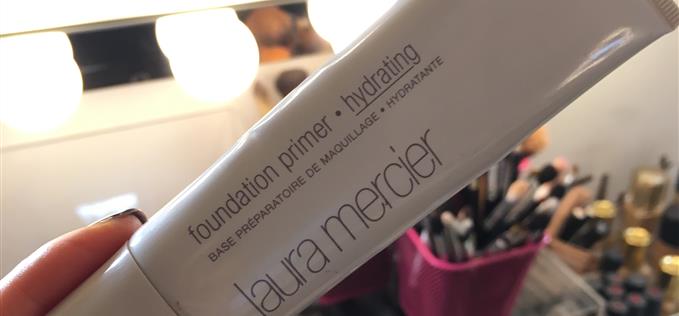 foundation primer • hydrating
BASE PRÉPARATOIRE DE MAQUILLAGE • HYDRATANTE
laura mercier